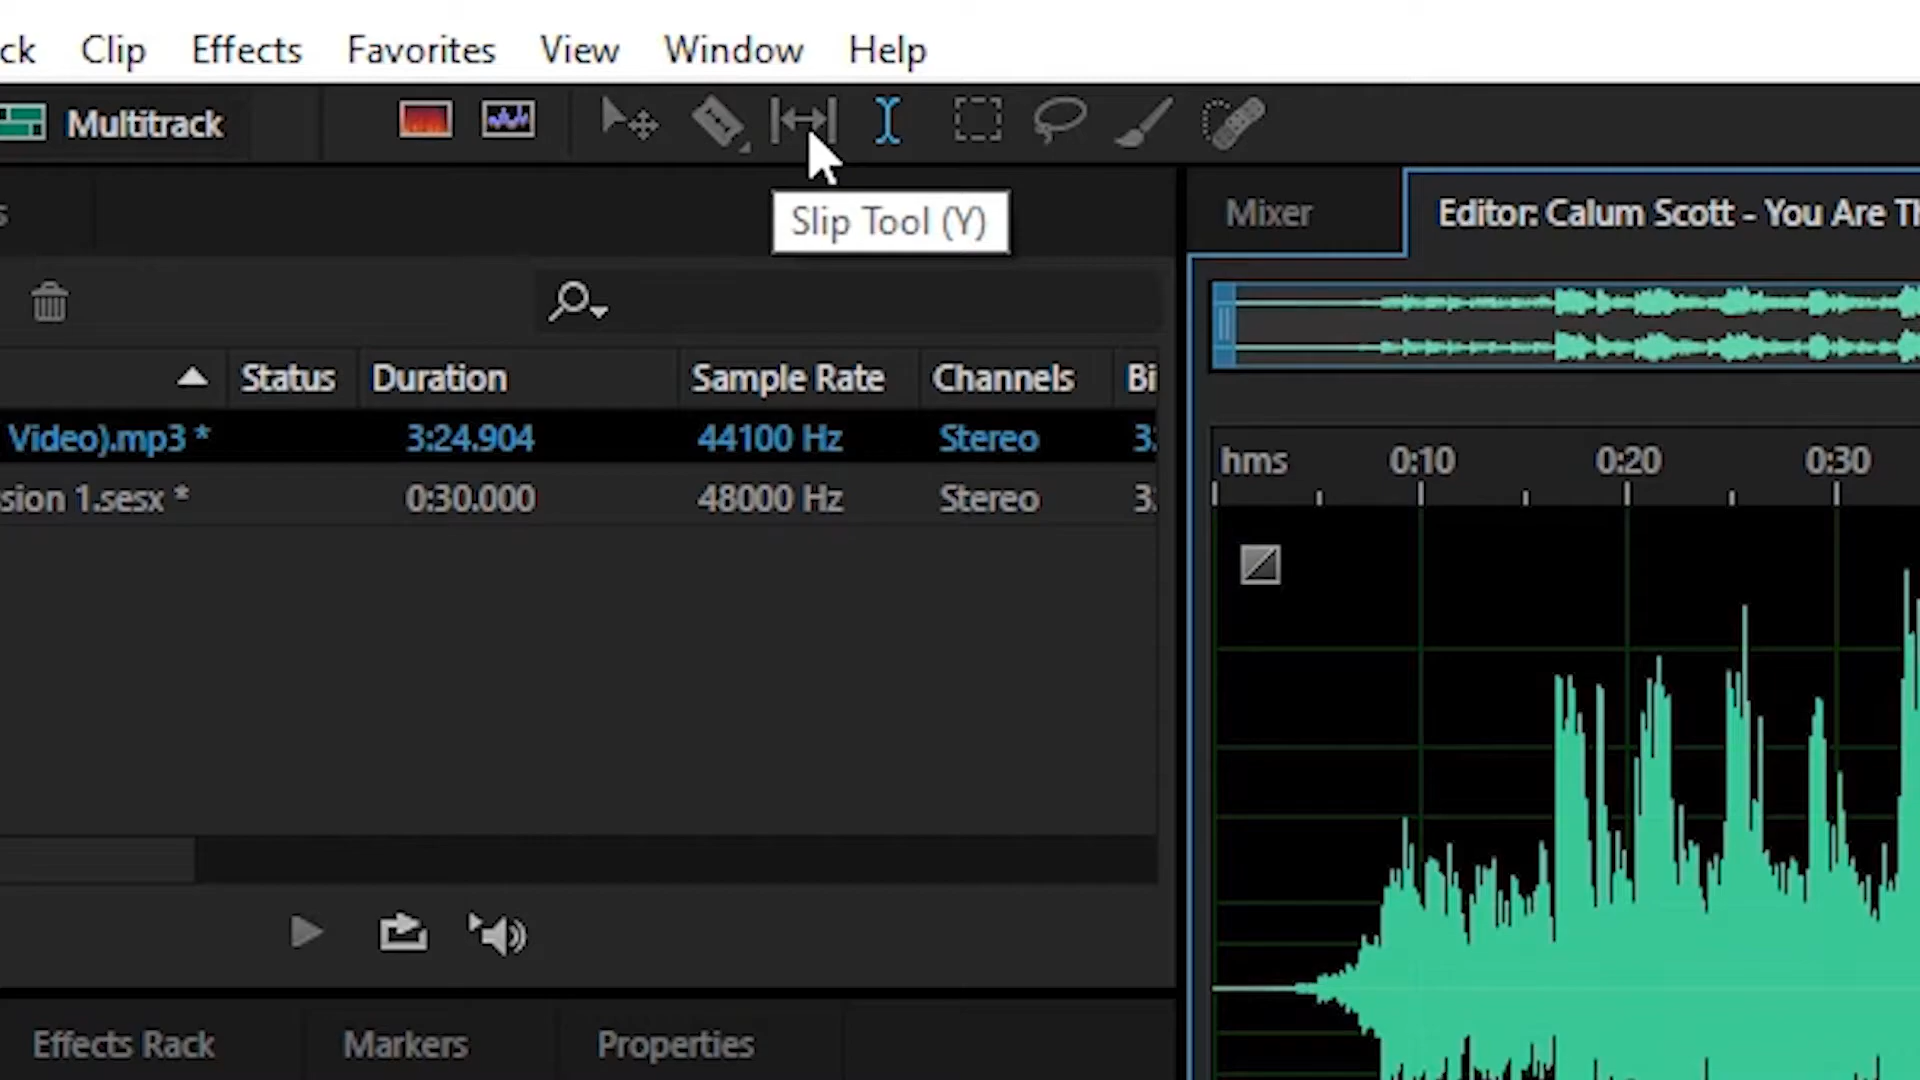 ck Clip Effects Favorites View Window Help
Multitrack
Slip Tool (Y)
s
Mixer Editor: Calum Scott - You Are Th
Status Duration Sample Rate Channels Bi
Video).mp3 * 3:24.904 44100 Hz Stereo 3
sion 1.sesx * 0:30.000 48000 Hz Stereo 3
hms 0:10 0:20 0:30
Effects Rack Markers Properties